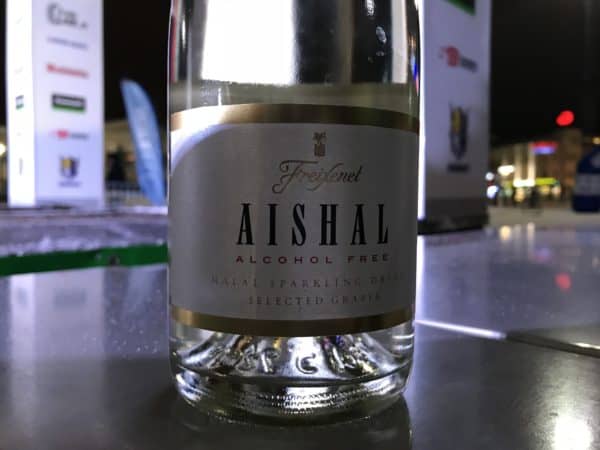 Freixenet
AISHAL
ALCOHOL FREE
HALAL SPARKLING DRINK
SELECTED GRAPES